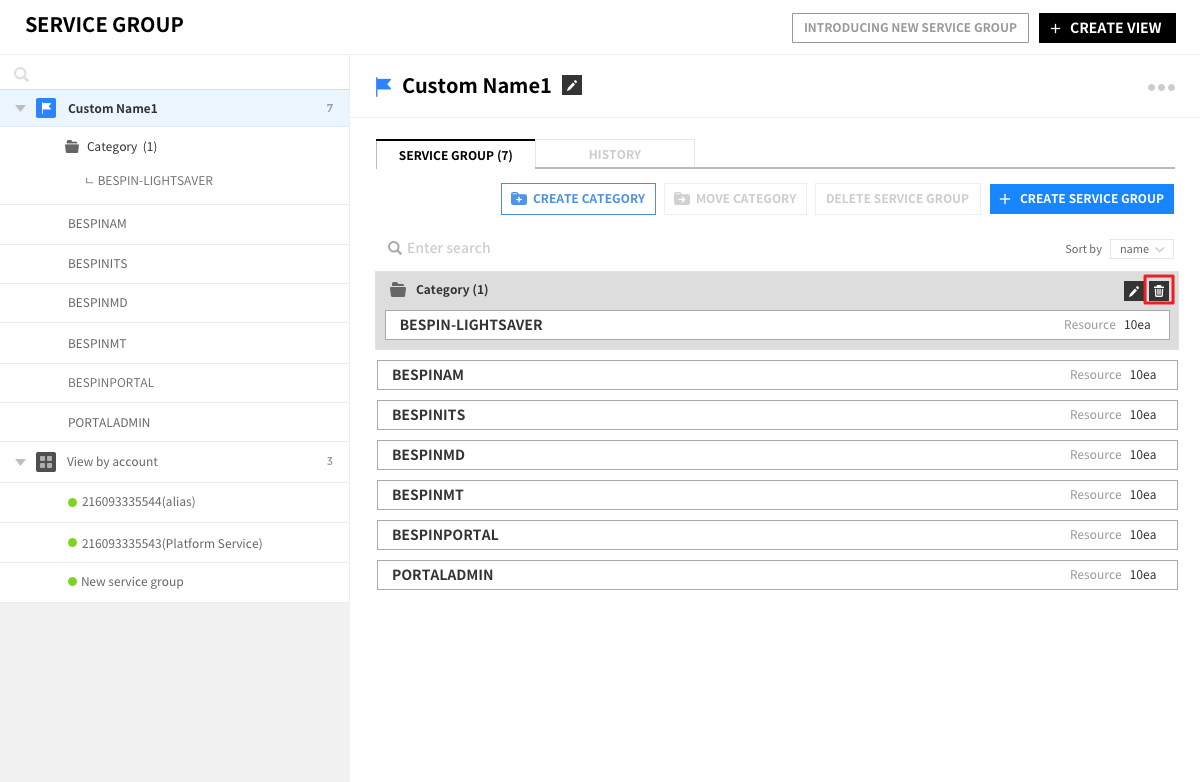 SERVICE GROUP
INTRODUCING NEW SERVICE GROUP
+ CREATE VIEW
Custom Name1 7
Category (1)
BESPIN-LIGHTSAVER
BESPINAM
BESPINITS
BESPINMD
BESPINMT
BESPINPORTAL
PORTALADMIN
View by account 3
216093335544(alias)
216093335543(Platform Service)
New service group
Custom Name1
SERVICE GROUP (7)
HISTORY
CREATE CATEGORY
MOVE CATEGORY
DELETE SERVICE GROUP
+ CREATE SERVICE GROUP
Enter search
Sort by name
Category (1)
BESPIN-LIGHTSAVER Resource 10ea
BESPINAM Resource 10ea
BESPINITS Resource 10ea
BESPINMD Resource 10ea
BESPINMT Resource 10ea
BESPINPORTAL Resource 10ea
PORTALADMIN Resource 10ea